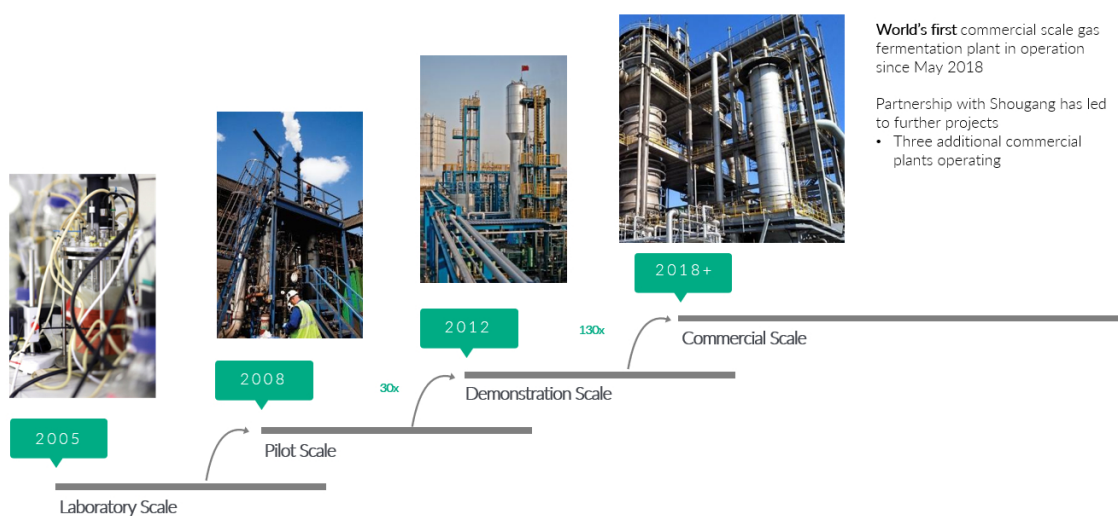 World's first commercial scale gas
fermentation plant in operation
since May 2018
Partnership with Shougang has led
to further projects
• Three additional commercial
plants operating
2018+
130x
Commercial Scale
2012
30x
Demonstration Scale
2008
Pilot Scale
2005
Laboratory Scale